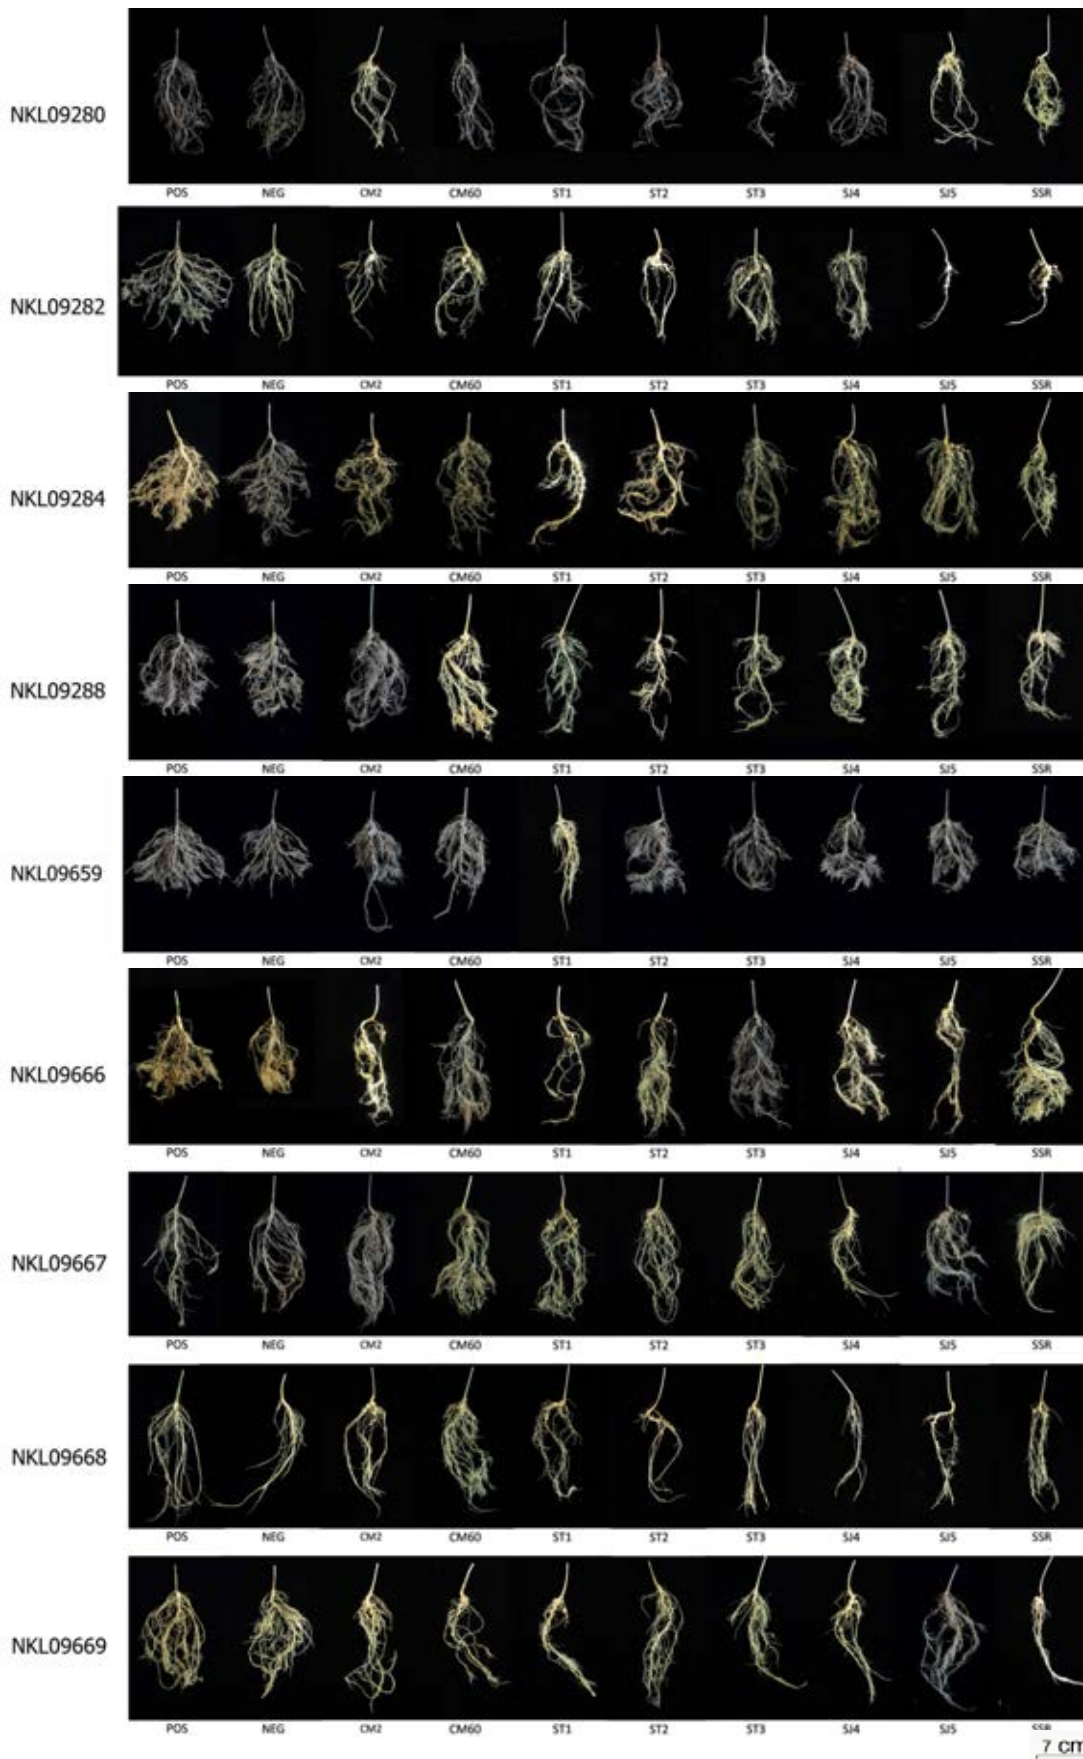 NKL09280
POS NEG CM2 CM60 ST1 ST2 ST3 SJ4 SJ5 SSR
NKL09282
POS NEG CM2 CM60 ST1 ST2 ST3 SJ4 SJ5 SSR
NKL09284
POS NEG CM2 CM60 ST1 ST2 ST3 SJ4 SJ5 SSR
NKL09288
POS NEG CM2 CM60 ST1 ST2 ST3 SJ4 SJ5 SSR
NKL09659
POS NEG CM2 CM60 ST1 ST2 ST3 SJ4 SJ5 SSR
NKL09666
POS NEG CM2 CM60 ST1 ST2 ST3 SJ4 SJ5 SSR
NKL09667
POS NEG CM2 CM60 ST1 ST2 ST3 SJ4 SJ5 SSR
NKL09668
POS NEG CM2 CM60 ST1 ST2 ST3 SJ4 SJ5 SSR
NKL09669
POS NEG CM2 CM60 ST1 ST2 ST3 SJ4 SJ5 SSR
7 cm